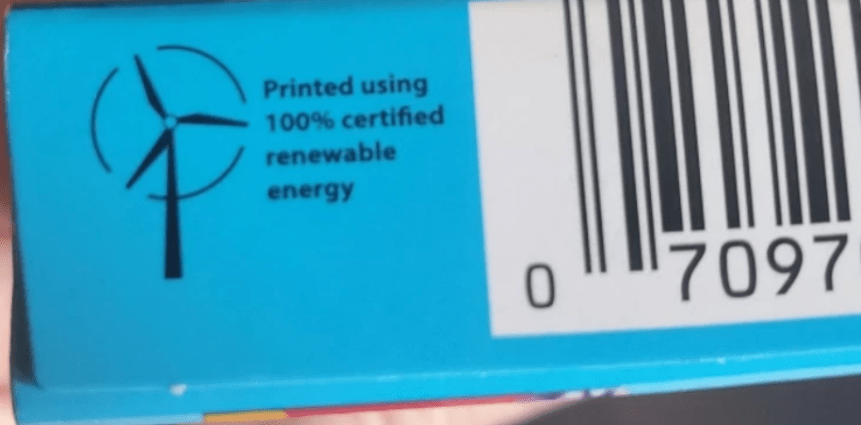 Printed using
100% certified
renewable
energy
0 7097